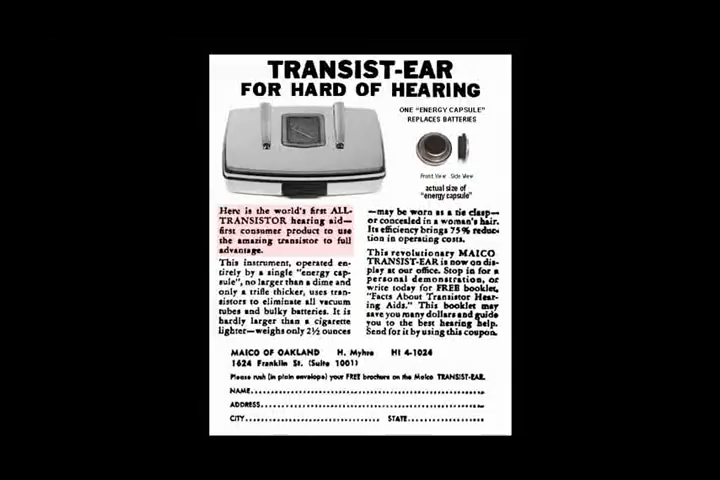 TRANSIST-EAR
FOR HARD OF HEARING
ONE "ENERGY CAPSULE"
REPLACES BATTERIES
Front View Side View
actual size of
"energy capsule"
Here is the world's first ALL-
TRANSISTOR hearing aid—
first consumer product to use
the amazing transistor to full
advantage.
This instrument, operated en-
tirely by a single "energy cap-
sule", no larger than a dime and
only a trifle thicker, uses tran-
sistors to eliminate all vacuum
tubes and bulky batteries. It is
hardly larger than a cigarette
lighter—weighs only 2½ ounces
—may be worn as a tie clasp—
or concealed in a woman's hair.
Its efficiency brings 75% reduc-
tion in operating costs.
This revolutionary MAICO
TRANSIST-EAR is now on dis-
play at our office. Stop in for a
personal demonstration, or
write today for FREE booklet,
"Facts About Transistor Hear-
ing Aids." This booklet may
save you many dollars and guide
you to the best hearing help.
Send for it by using this coupon.
MAICO OF OAKLAND H. Myhre HI 4-1024
1624 Franklin St. (Suite 1001)
Please rush (in plain envelope) your FREE brochure on the Maico TRANSIST-EAR.
NAME
ADDRESS
CITY STATE